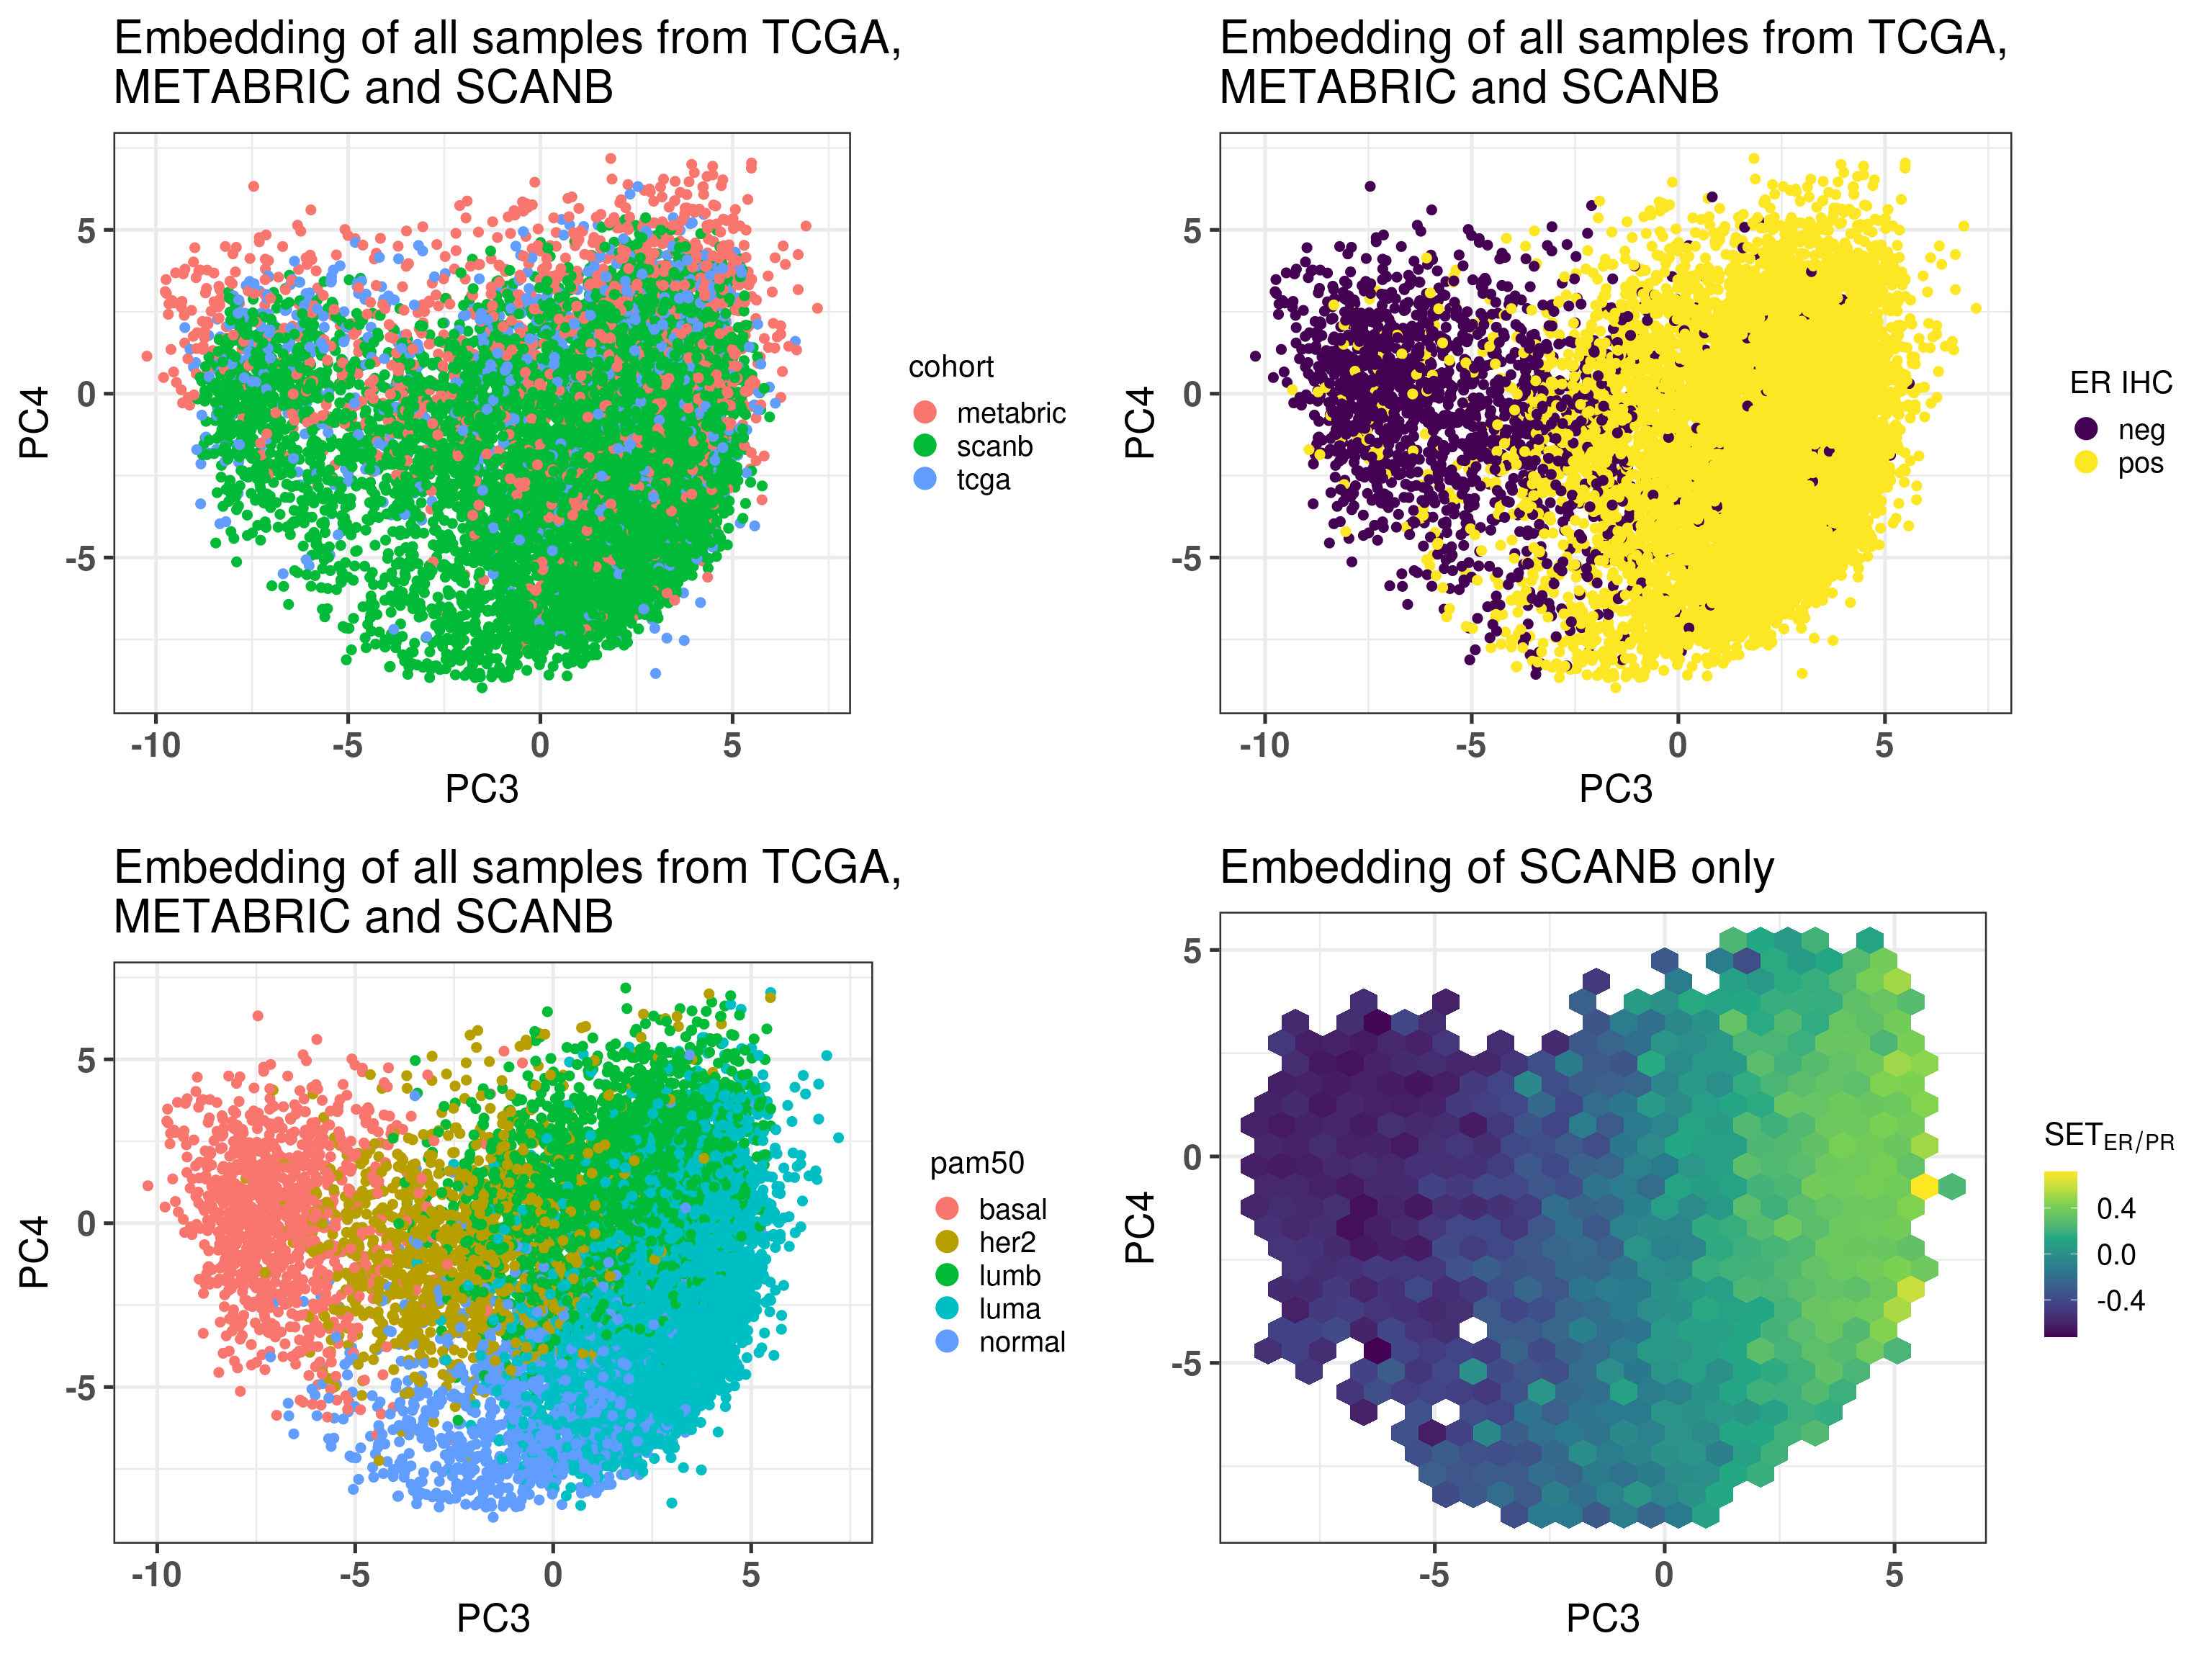 Embedding of all samples from TCGA,
METABRIC and SCANB
5
0
-5
PC4
-10 -5 0 5
PC3
cohort
metabric
scanb
tcga
Embedding of all samples from TCGA,
METABRIC and SCANB
5
0
-5
PC4
-10 -5 0 5
PC3
ER IHC
neg
pos
Embedding of all samples from TCGA,
METABRIC and SCANB
5
0
-5
PC4
-10 -5 0 5
PC3
pam50
basal
her2
lumb
luma
normal
Embedding of SCANB only
5
0
-5
PC4
-5 0 5
PC3
SET_ER/PR
0.4
0.0
-0.4